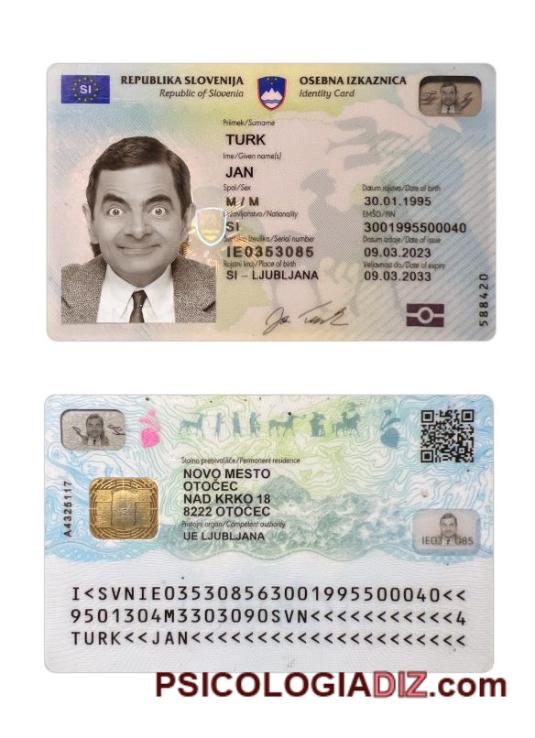 SI
REPUBLIKA SLOVENIJA
Republic of Slovenia
OSEBNA IZKAZNICA
Identity Card
Priimek/Surname
TURK
Ime/Given name(s)
JAN
Spol/Sex
M / M
Datum rojstva/Date of birth
30.01.1995
Državljanstvo/Nationality
SI
EMŠO/PIN
3001995500040
Serijska številka/Serial number
IE0353085
Datum izdaje/Date of issue
09.03.2023
Rojstni kraj/Place of birth
SI – LJUBLJANA
Veljavnost do/Date of expiry
09.03.2033
588420
Stalno prebivališče/Permanent residence
NOVO MESTO
OTOČEC
NAD KRKO 18
8222 OTOČEC
Pristojni organ/Competent authority
UE LJUBLJANA
A4325117
I<SVNIE035308563001995500040<<
9501304M3303090SVN<<<<<<<<<<<4
TURK<<JAN<<<<<<<<<<<<<<<<<<<<<
PSICOLOGIADIZ.com